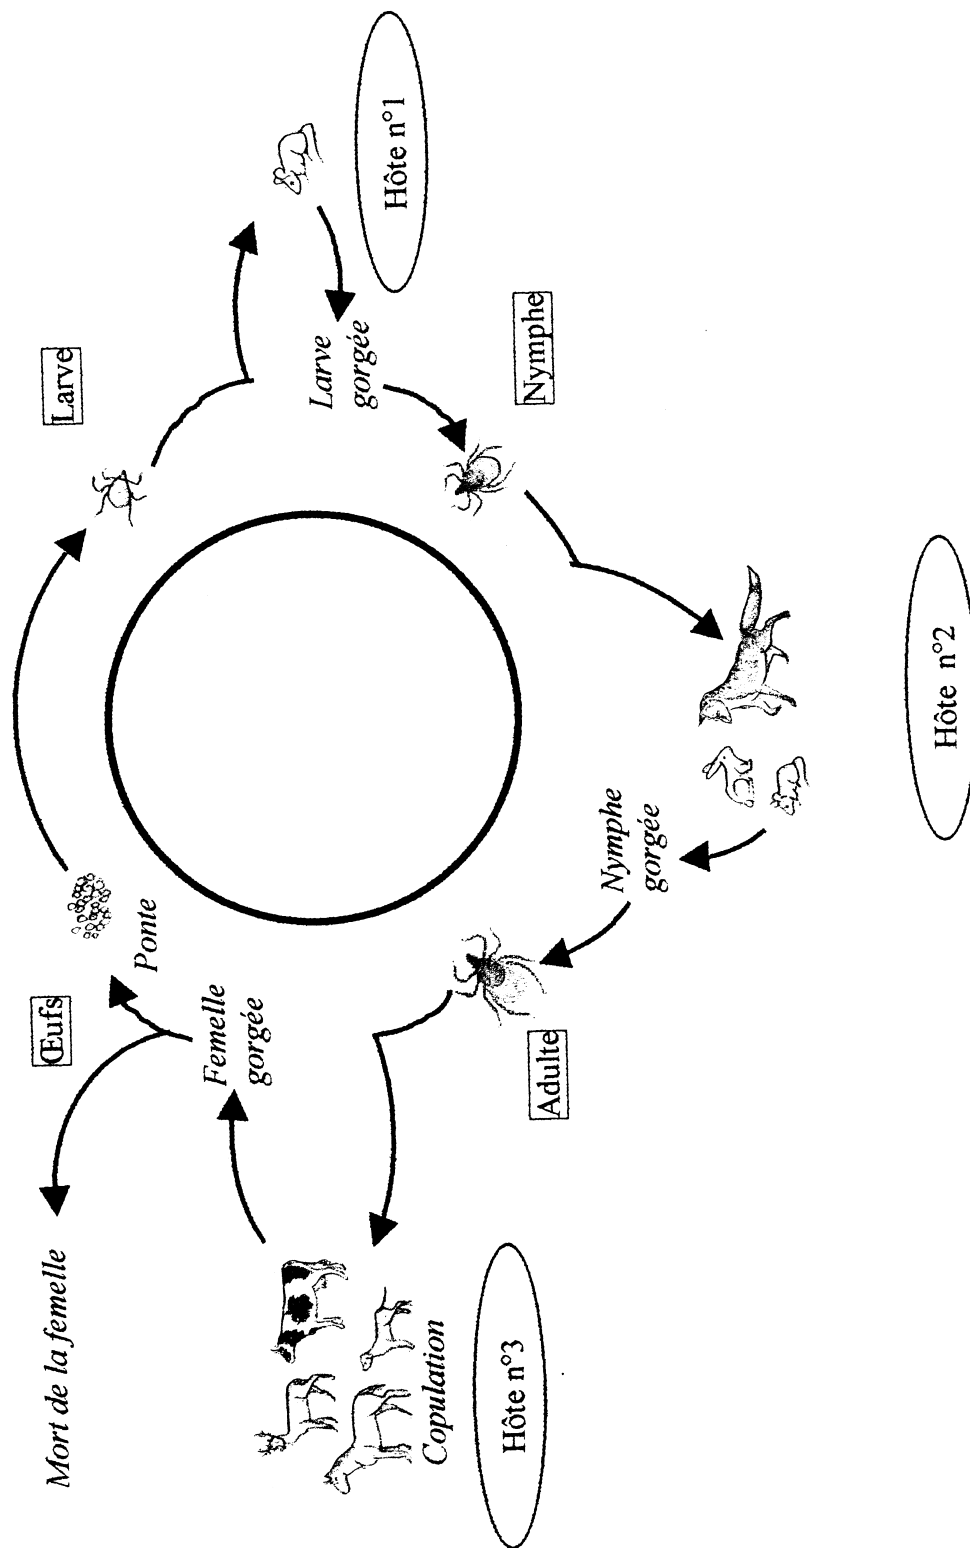 Mort de la femelle
Œufs
Ponte
Larve
Femelle
gorgée
Larve
gorgée
Hôte n°1
Copulation
Hôte n°3
Adulte
Nymphe
Nymphe
gorgée
Hôte n°2